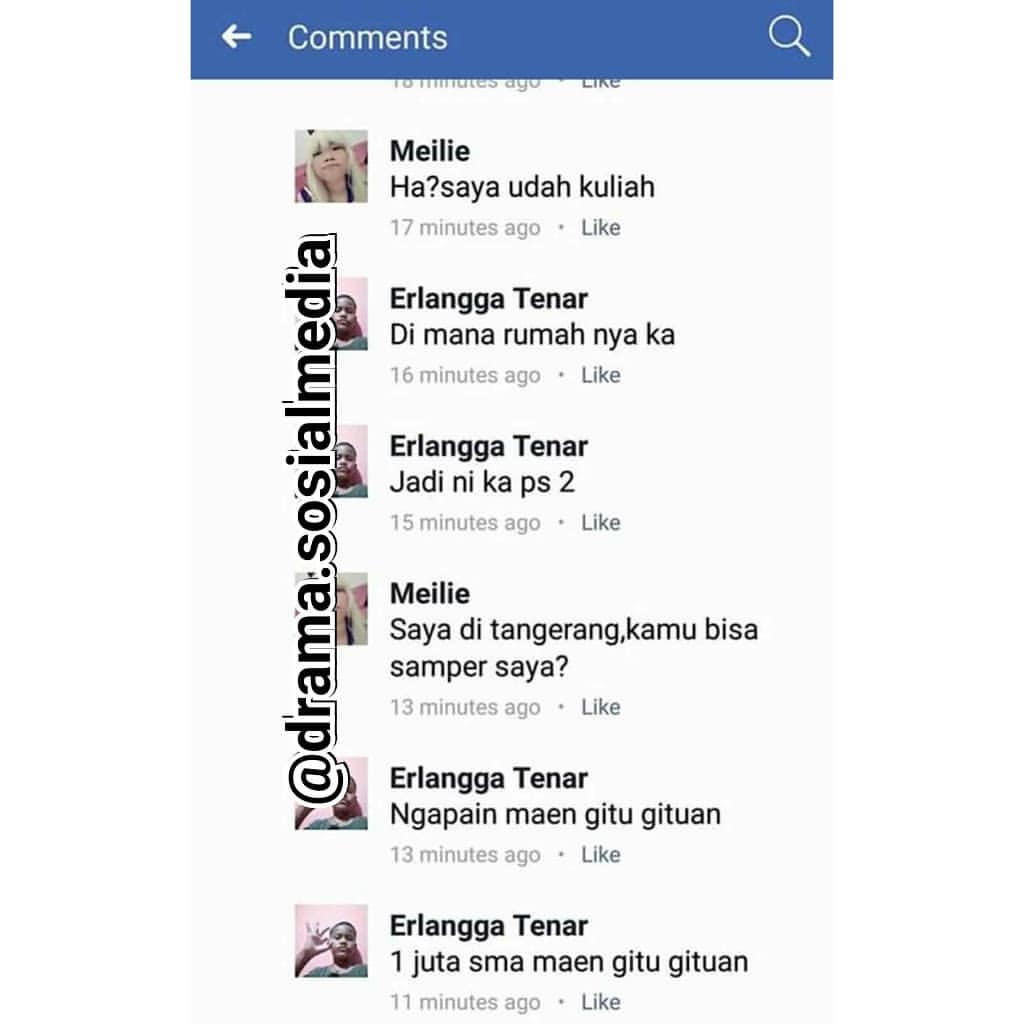 Comments
18 minutes ago • Like
Meilie
Ha?saya udah kuliah
17 minutes ago • Like
Erlangga Tenar
Di mana rumah nya ka
16 minutes ago • Like
Erlangga Tenar
Jadi ni ka ps 2
15 minutes ago • Like
Meilie
Saya di tangerang,kamu bisa
samper saya?
13 minutes ago • Like
Erlangga Tenar
Ngapain maen gitu gituan
13 minutes ago • Like
Erlangga Tenar
1 juta sma maen gitu gituan
11 minutes ago • Like
@drama.sosialmedia